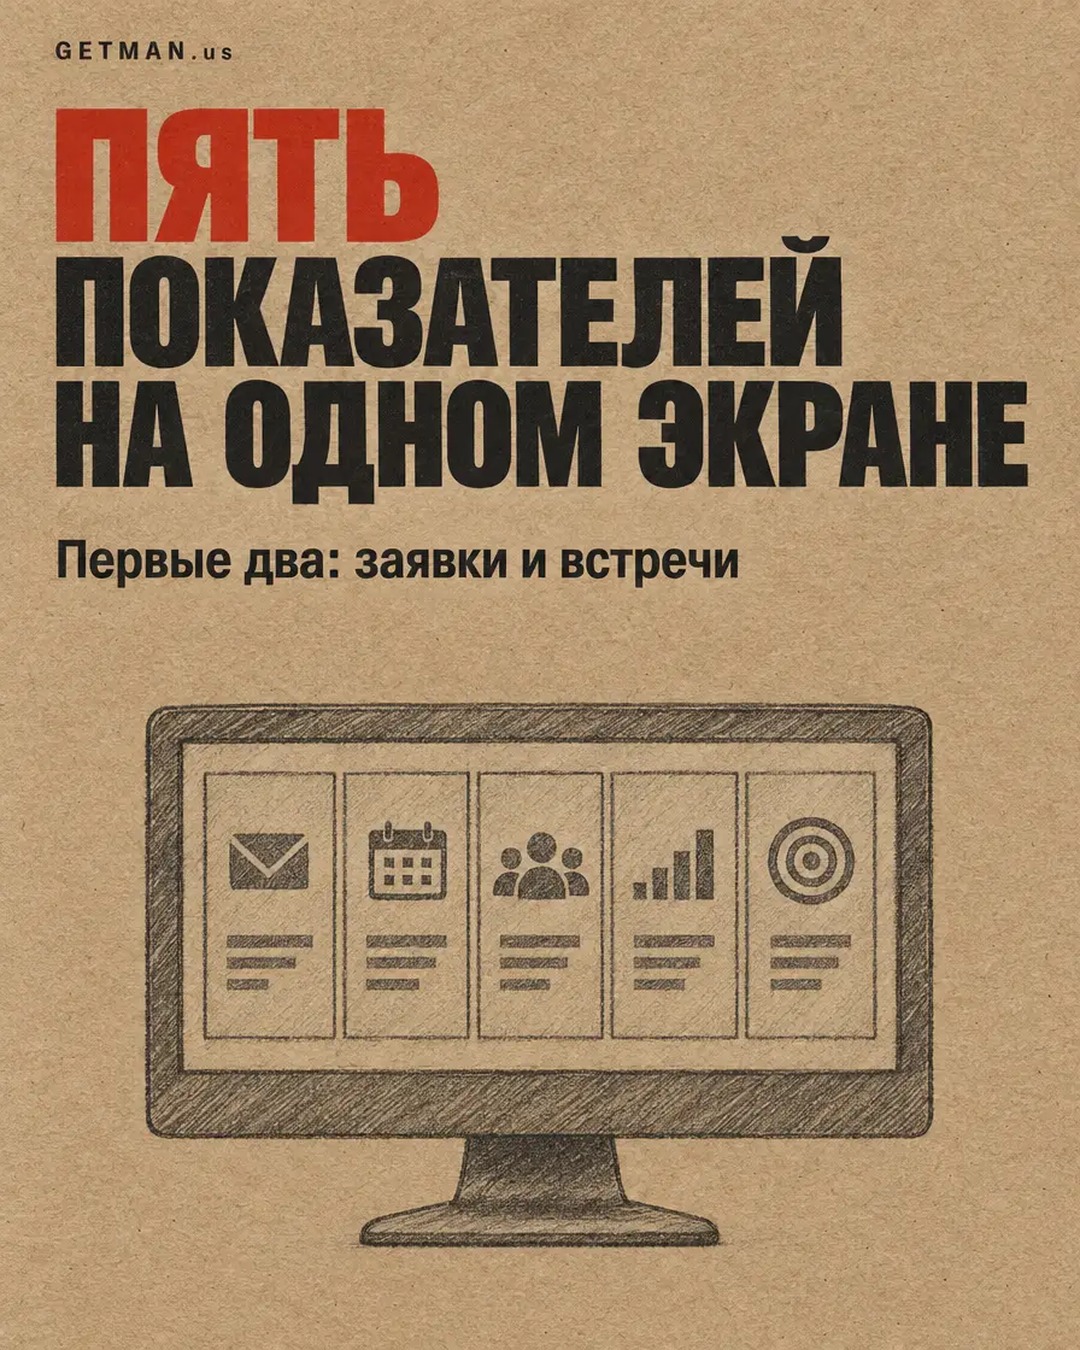 GETMAN.us
ПЯТЬ
ПОКАЗАТЕЛЕЙ
НА ОДНОМ ЭКРАНЕ
Первые два: заявки и встречи